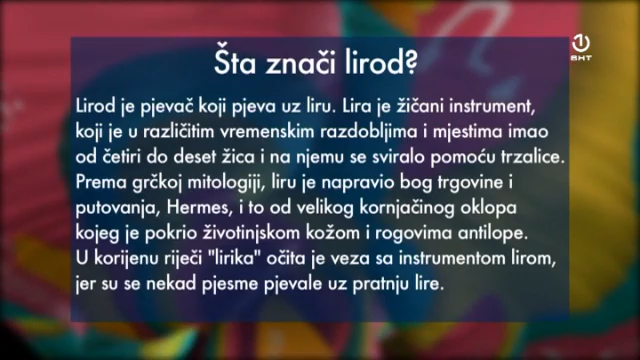 Šta znači lirod?
Lirod je pjevač koji pjeva uz liru. Lira je žičani instrument,
koji je u različitim vremenskim razdobljima i mjestima imao
od četiri do deset žica i na njemu se sviralo pomoću trzalice.
Prema grčkoj mitologiji, liru je napravio bog trgovine i
putovanja, Hermes, i to od velikog kornjačinog oklopa
kojeg je pokrio životinjskom kožom i rogovima antilope.
U korijenu riječi "lirika" očita je veza sa instrumentom lirom,
jer su se nekad pjesme pjevale uz pratnju lire.
1
BHT